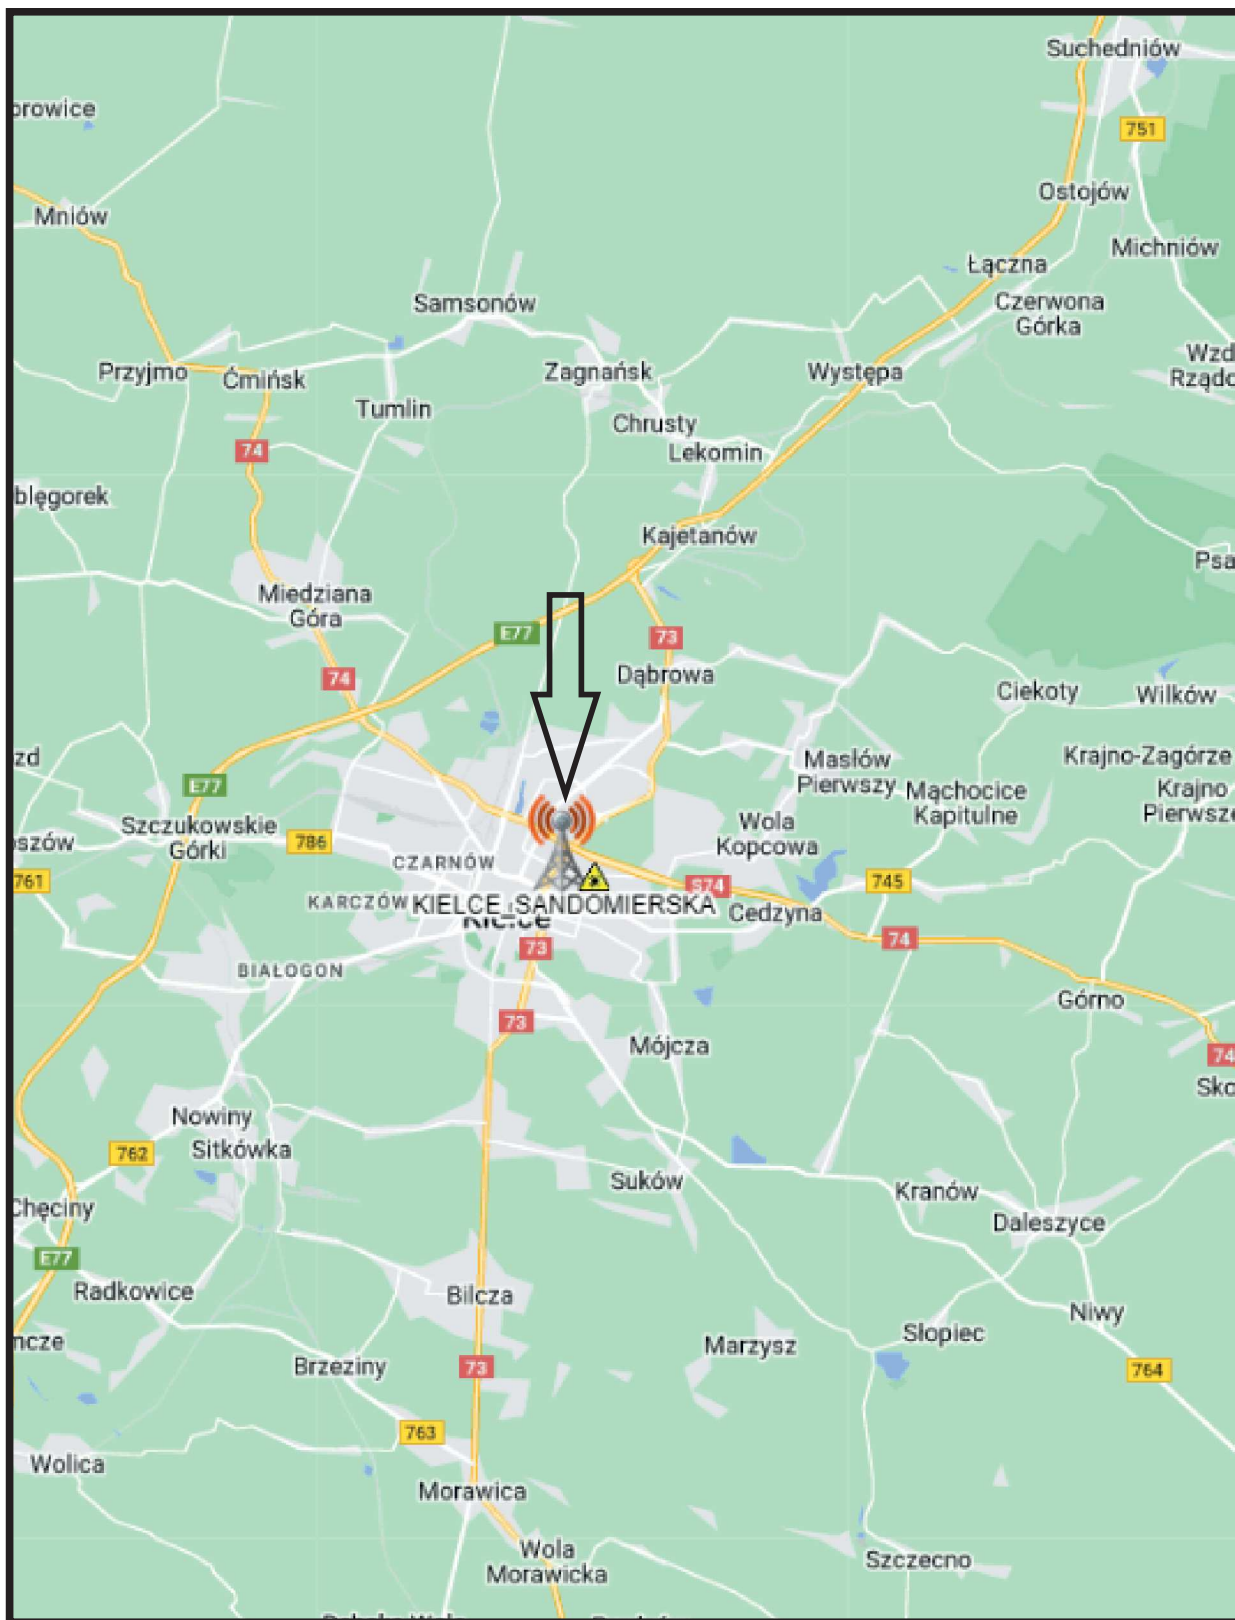 Suchedniów
orowice
751
Ostojów
Mniów
Michniów
Łączna
Samsonów
Czerwona
Górka
Wzd
Rządo
Przyjmo
Ćmińsk
Zagnańsk
Występa
Tumlin
Chrusty
Lekomin
74
blęgorek
Kajetanów
Psa
Miedziana
Góra
E77
73
Dąbrowa
74
Ciekoty
Wilków
zd
Masłów
Pierwszy
Krajno-Zagórze
E77
Mąchocice
Kapitulne
Krajno
Pierwsze
Szczukowskie
Górki
786
Wola
Kopcowa
oszów
CZARNÓW
761
S74
745
KARCZÓW
KIELCE_SANDOMIERSKA
Cedzyna
Kielce
73
74
BIAŁOGON
Górno
73
Mójcza
74
Sko
Nowiny
762
Sitkówka
Suków
Kranów
Chęciny
Daleszyce
E77
Radkowice
Bilcza
Niwy
ncze
Słopiec
Marzysz
Brzeziny
73
764
763
Wolica
Morawica
Wola
Morawicka
Szczecno